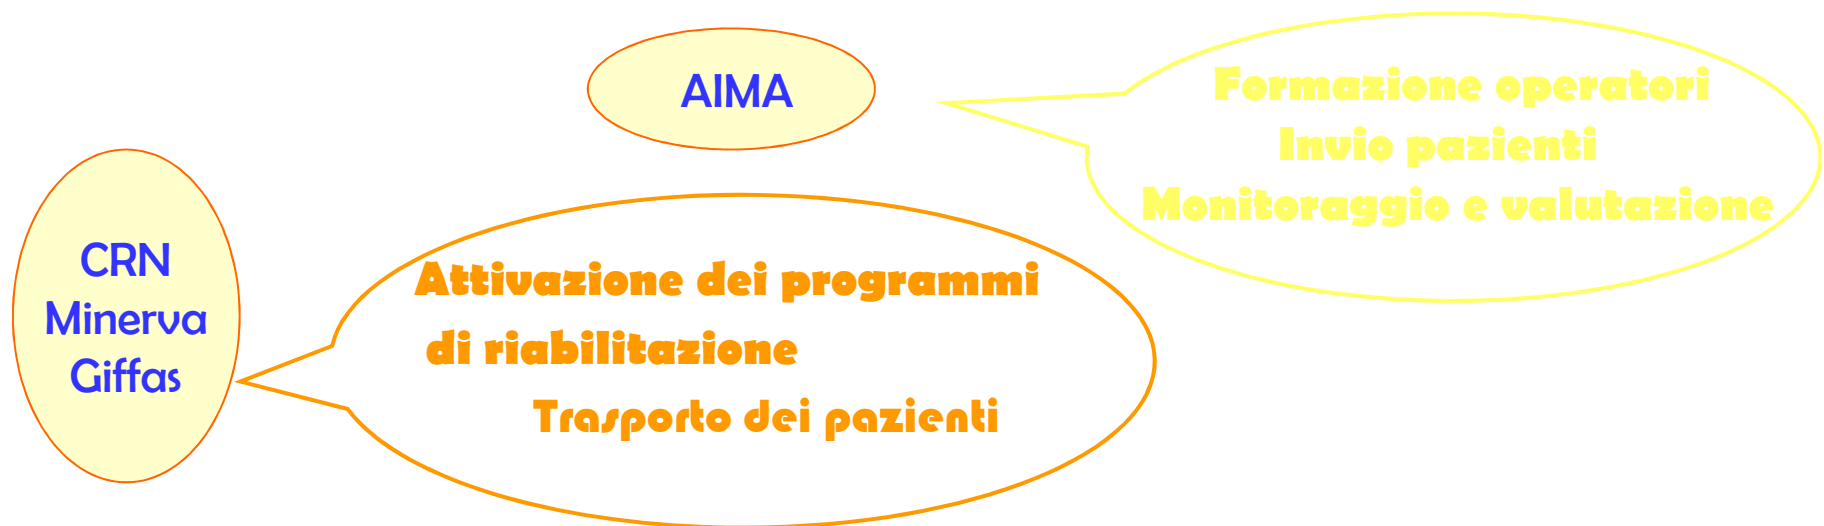 AIMA
Formazione operatori
Invio pazienti
Monitoraggio e valutazione
CRN
Minerva
Giffas
Attivazione dei programmi
di riabilitazione
Trasporto dei pazienti